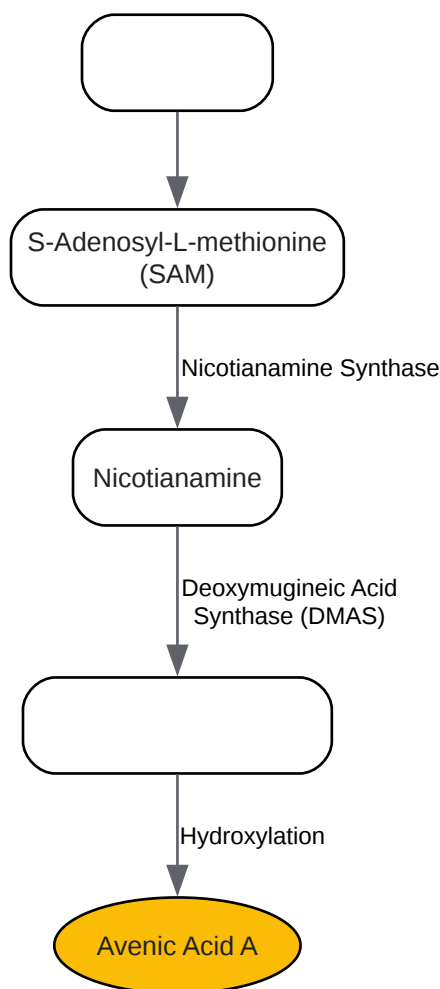 S-Adenosyl-L-methionine
(SAM)
Nicotianamine Synthase
Nicotianamine
Deoxymugineic Acid
Synthase (DMAS)
Hydroxylation
Avenic Acid A